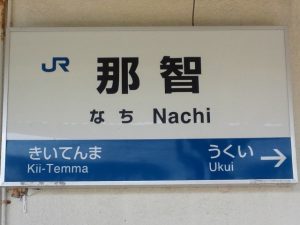 JR 那智
なち Nachi
きいてんま うくい →
Kii-Temma Ukui